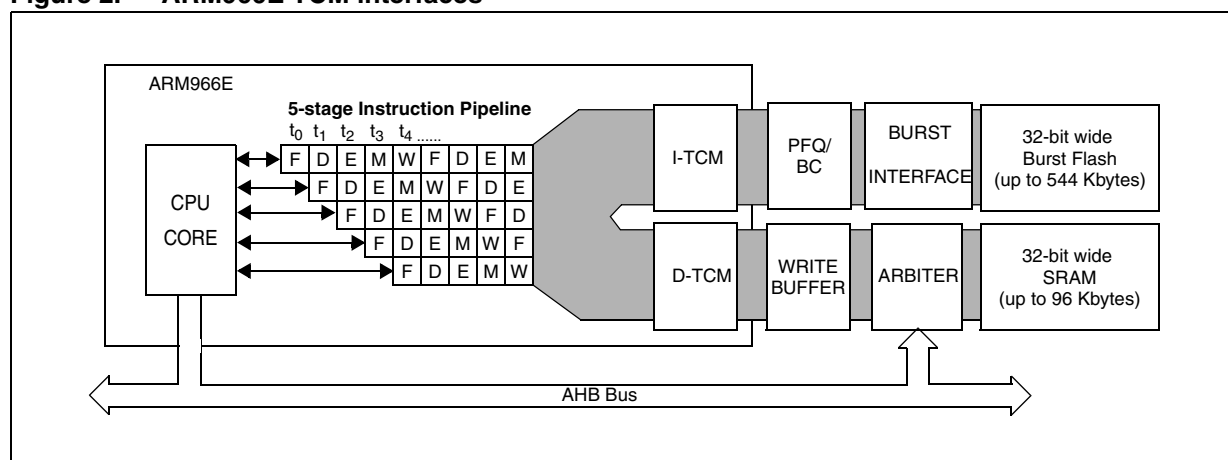 ARM966E
5-stage Instruction Pipeline
t0 t1 t2 t3 t4 ......
F D E M W F D E M
F D E M W F D E
F D E M W F D
F D E M W F
F D E M W
CPU
CORE
I-TCM
PFQ/
BC
BURST
INTERFACE
32-bit wide
Burst Flash
(up to 544 Kbytes)
D-TCM
WRITE
BUFFER
ARBITER
32-bit wide
SRAM
(up to 96 Kbytes)
AHB Bus